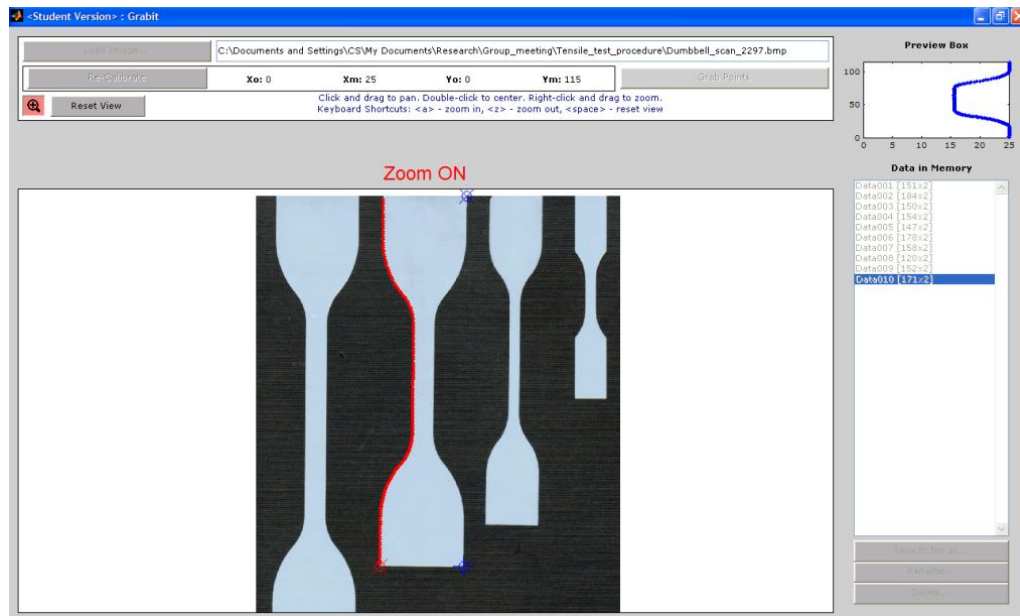 <Student Version> : Grabit
Load Image...
C:\Documents and Settings\CS\My Documents\Research\Group_meeting\Tensile_test_procedure\Dumbbell_scan_2297.bmp
Re-Calibrate
Xo: 0
Xm: 25
Yo: 0
Ym: 115
Grab Points
Reset View
Click and drag to pan. Double-click to center. Right-click and drag to zoom.
Keyboard Shortcuts: <a> - zoom in, <z> - zoom out, <space> - reset view
Zoom ON
Preview Box
100
50
0
0 5 10 15 20 25
Data in Memory
Data001 [151x2]
Data002 [184x2]
Data003 [150x2]
Data004 [154x2]
Data005 [147x2]
Data006 [178x2]
Data007 [158x2]
Data008 [120x2]
Data009 [152x2]
Data010 [171x2]
Save to file as...
Rename...
Delete...